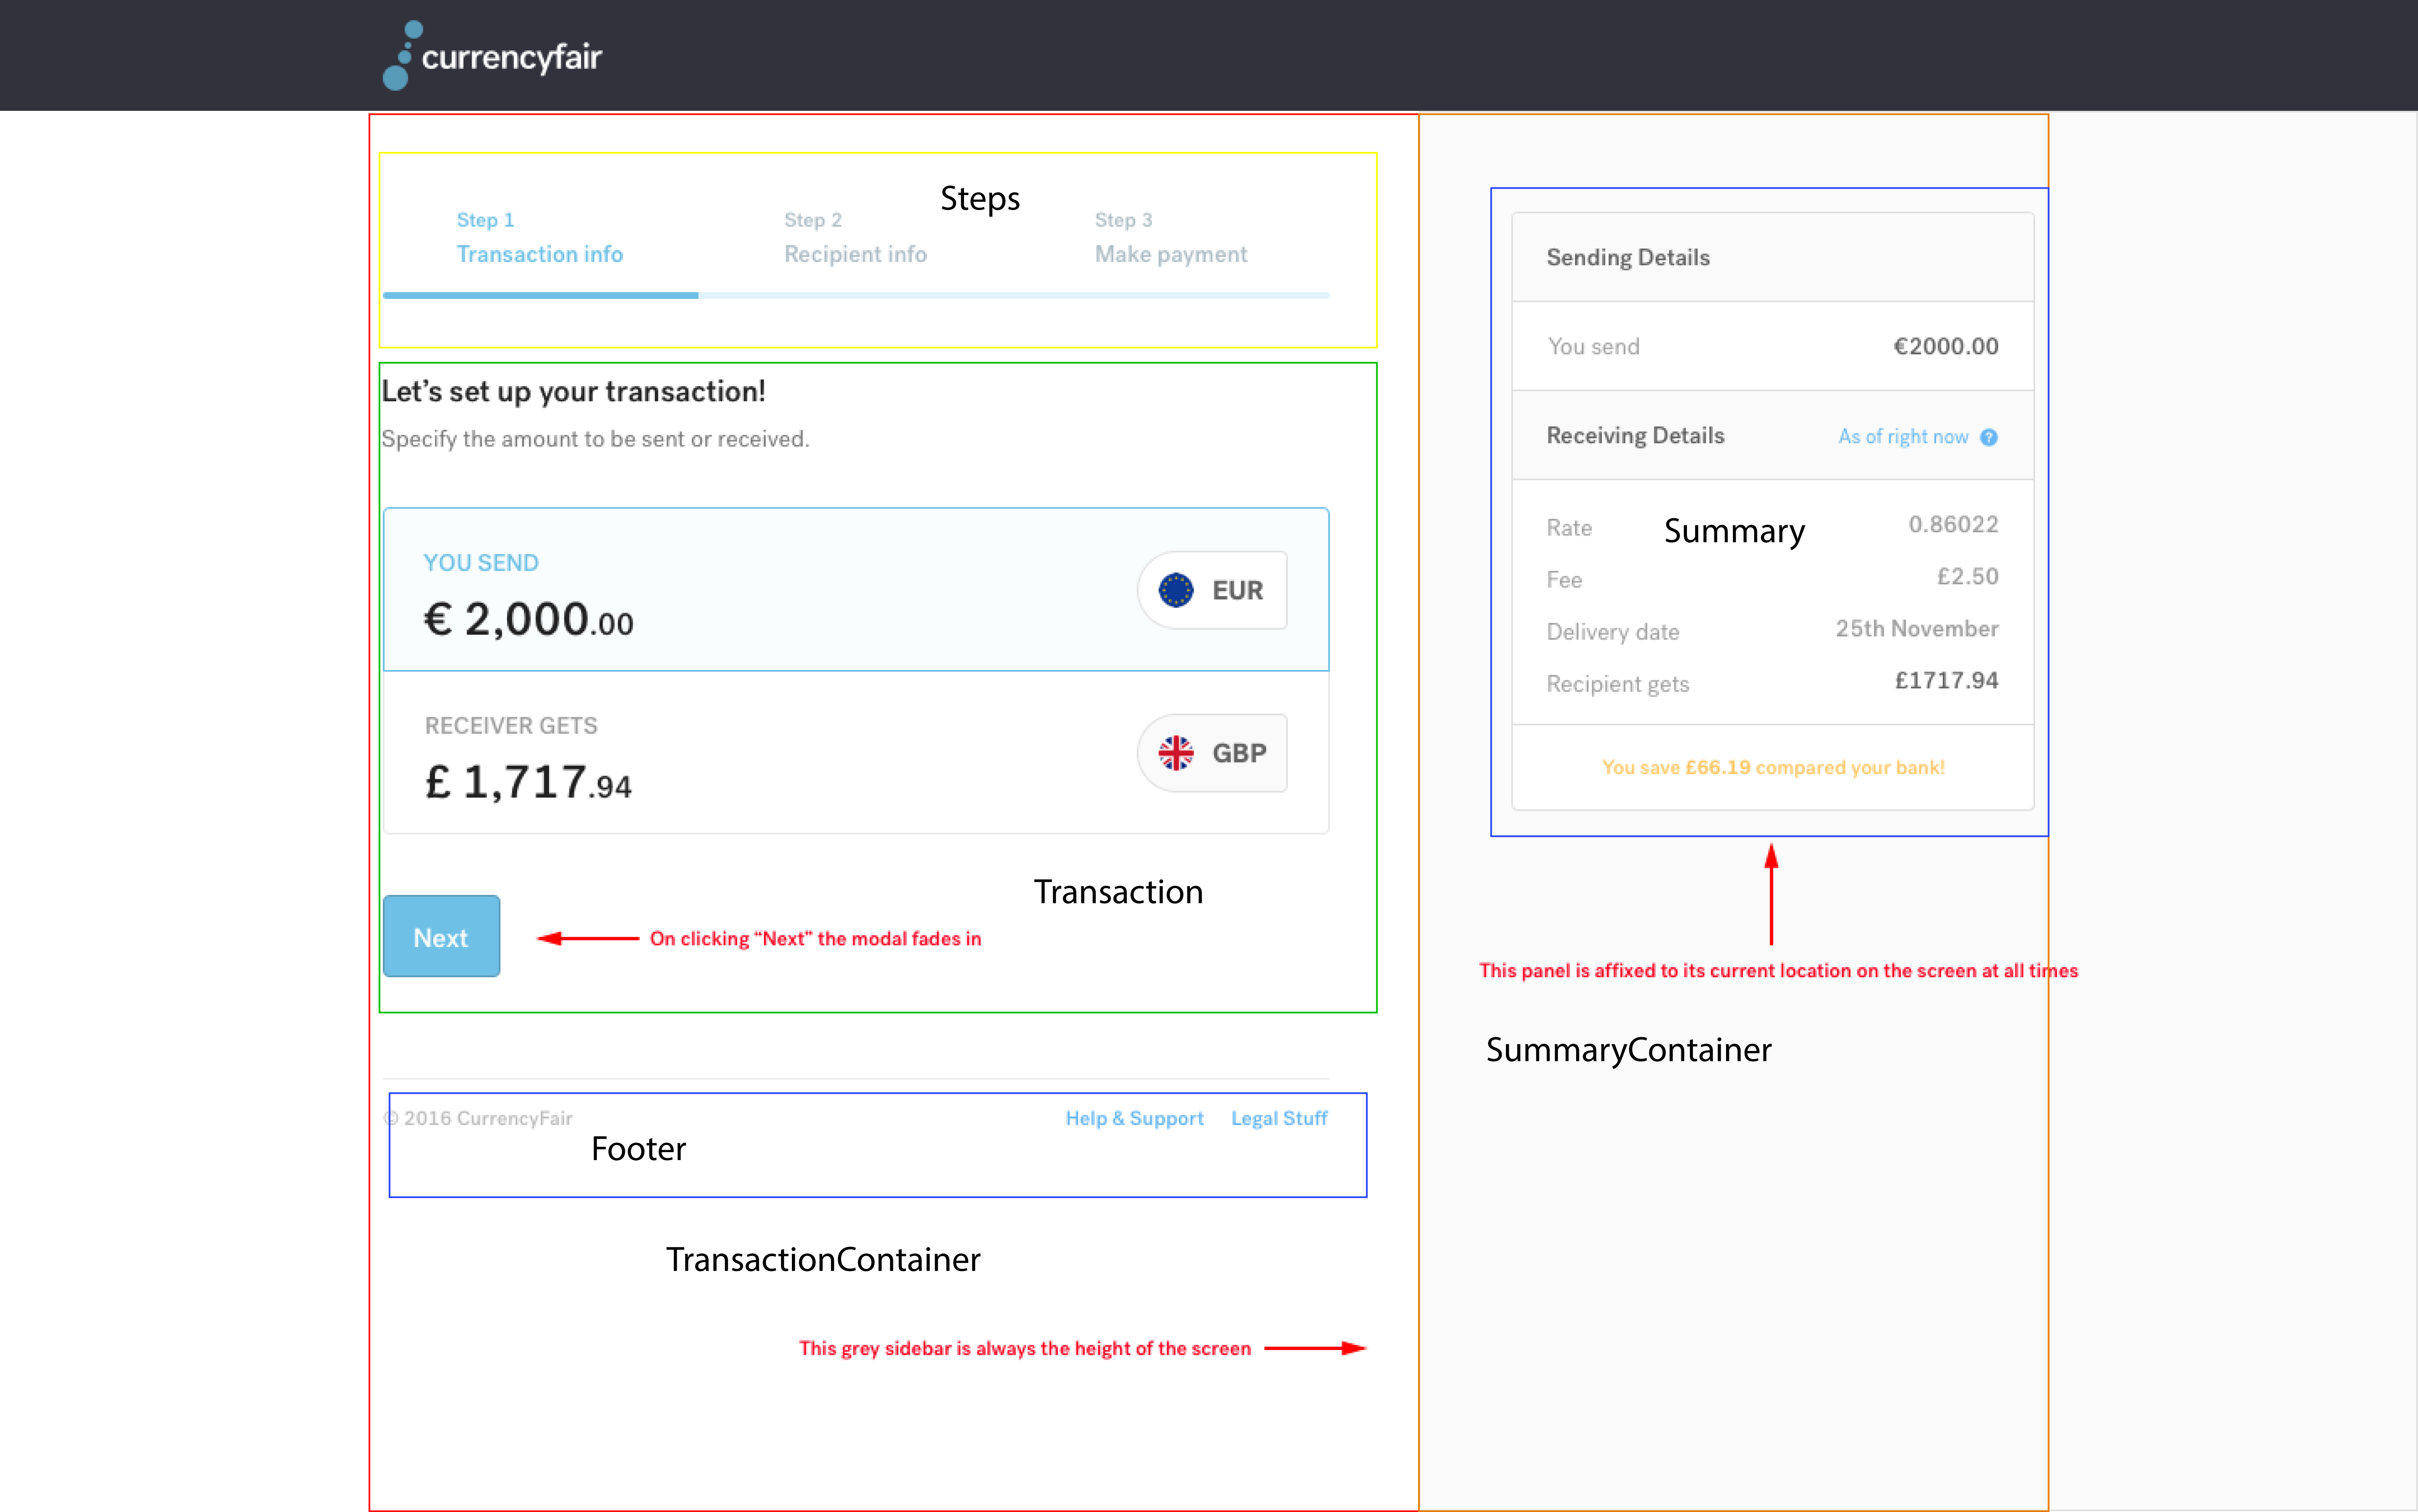 currencyfair
Steps
Step 1
Transaction info
Step 2
Recipient info
Step 3
Make payment
Let's set up your transaction!
Specify the amount to be sent or received.
YOU SEND
€ 2,000.00
EUR
RECEIVER GETS
£ 1,717.94
GBP
Transaction
Next
On clicking “Next” the modal fades in
© 2016 CurrencyFair
Help & Support
Legal Stuff
Footer
TransactionContainer
This grey sidebar is always the height of the screen
Sending Details
You send
€2000.00
Receiving Details
As of right now ?
Summary
Rate
0.86022
Fee
£2.50
Delivery date
25th November
Recipient gets
£1717.94
You save £66.19 compared your bank!
This panel is affixed to its current location on the screen at all times
SummaryContainer